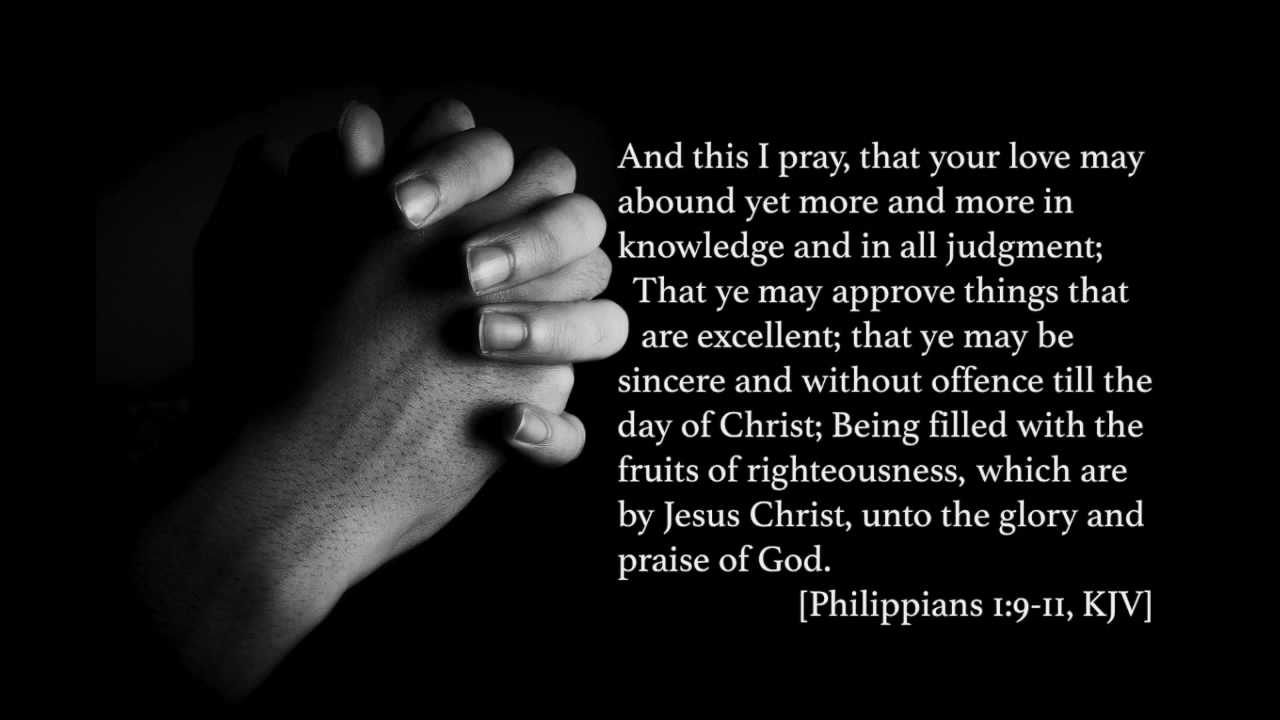 And this I pray, that your love may
abound yet more and more in
knowledge and in all judgment;
That ye may approve things that
are excellent; that ye may be
sincere and without offence till the
day of Christ; Being filled with the
fruits of righteousness, which are
by Jesus Christ, unto the glory and
praise of God.
[Philippians 1:9-11, KJV]